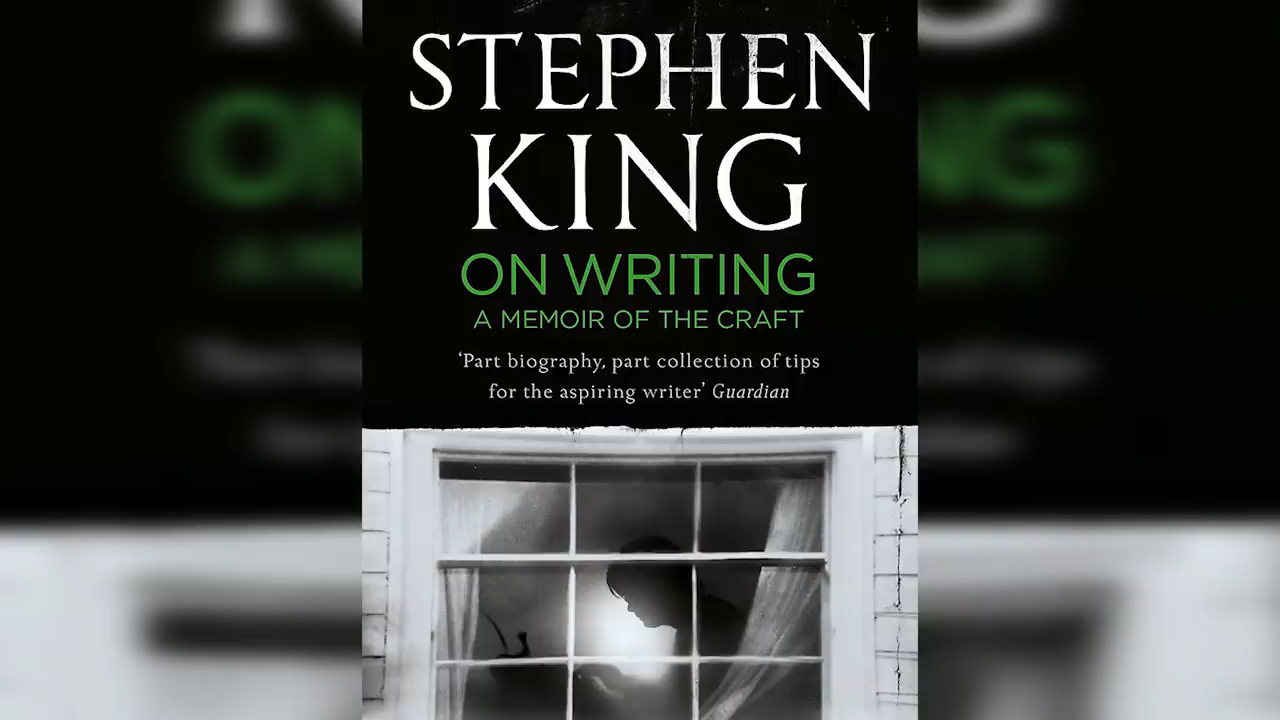 STEPHEN
KING
ON WRITING
A MEMOIR OF THE CRAFT
‘Part biography, part collection of tips
for the aspiring writer’ Guardian